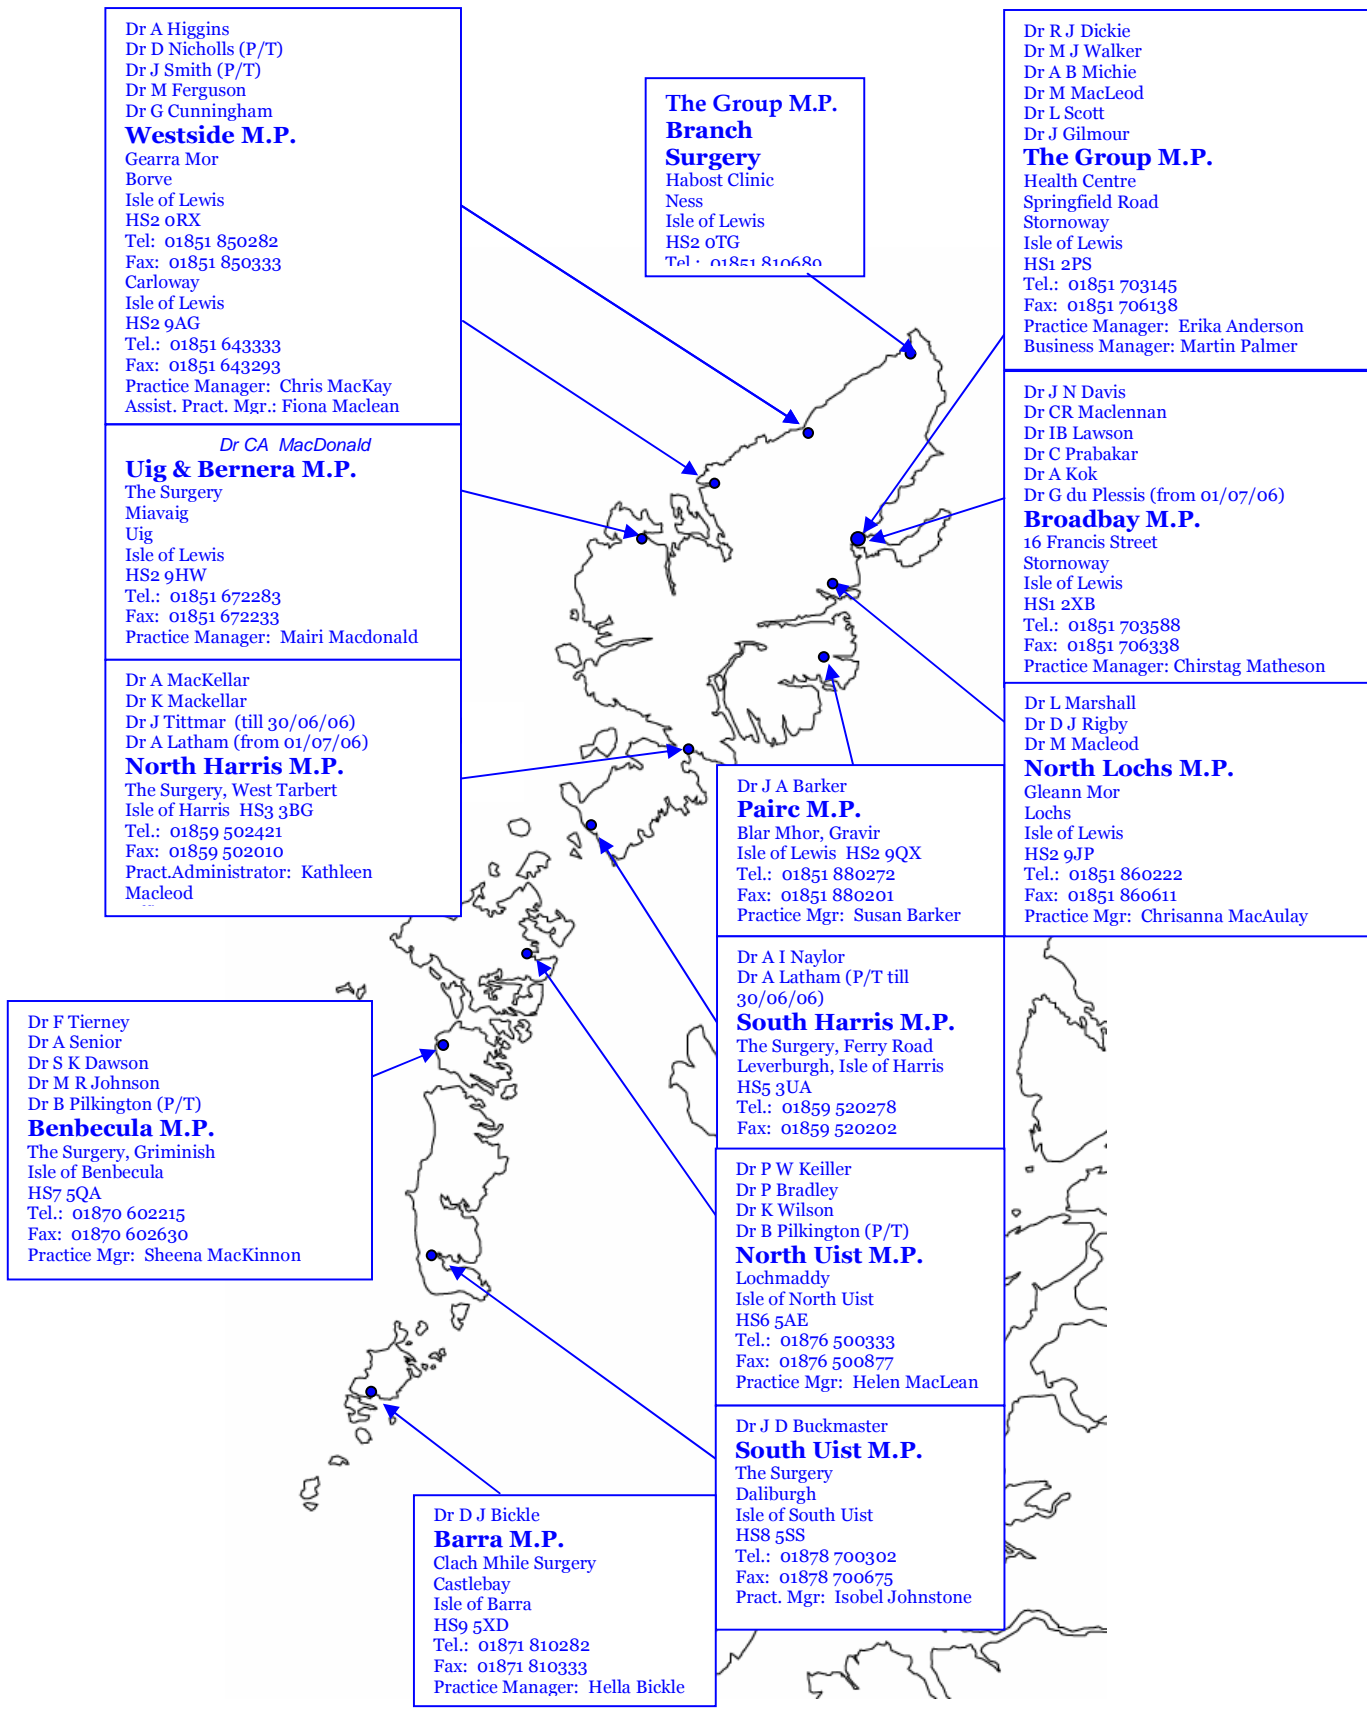 Dr A Higgins
Dr D Nicholls (P/T)
Dr J Smith (P/T)
Dr M Ferguson
Dr G Cunningham
Westside M.P.
Gearra Mor
Borve
Isle of Lewis
HS2 0RX
Tel: 01851 850282
Fax: 01851 850333
Carloway
Isle of Lewis
HS2 9AG
Tel.: 01851 643333
Fax: 01851 643293
Practice Manager: Chris MacKay
Assist. Pract. Mgr.: Fiona Maclean
Dr CA MacDonald
Uig & Bernera M.P.
The Surgery
Miavaig
Uig
Isle of Lewis
HS2 9HW
Tel.: 01851 672283
Fax: 01851 672233
Practice Manager: Mairi Macdonald
Dr A MacKellar
Dr K Mackellar
Dr J Tittmar (till 30/06/06)
Dr A Latham (from 01/07/06)
North Harris M.P.
The Surgery, West Tarbert
Isle of Harris HS3 3BG
Tel.: 01859 502421
Fax: 01859 502010
Pract.Administrator: Kathleen
Macleod
The Group M.P.
Branch
Surgery
Habost Clinic
Ness
Isle of Lewis
HS2 0TG
Tel.: 01851 810689
Dr R J Dickie
Dr M J Walker
Dr A B Michie
Dr M MacLeod
Dr L Scott
Dr J Gilmour
The Group M.P.
Health Centre
Springfield Road
Stornoway
Isle of Lewis
HS1 2PS
Tel.: 01851 703145
Fax: 01851 706138
Practice Manager: Erika Anderson
Business Manager: Martin Palmer
Dr J N Davis
Dr CR Maclennan
Dr IB Lawson
Dr C Prabakar
Dr A Kok
Dr G du Plessis (from 01/07/06)
Broadbay M.P.
16 Francis Street
Stornoway
Isle of Lewis
HS1 2XB
Tel.: 01851 703588
Fax: 01851 706338
Practice Manager: Chirstag Matheson
Dr L Marshall
Dr D J Rigby
Dr M Macleod
North Lochs M.P.
Gleann Mor
Lochs
Isle of Lewis
HS2 9JP
Tel.: 01851 860222
Fax: 01851 860611
Practice Mgr: Chrisanna MacAulay
Dr J A Barker
Pairc M.P.
Blar Mhor, Gravir
Isle of Lewis HS2 9QX
Tel.: 01851 880272
Fax: 01851 880201
Practice Mgr: Susan Barker
Dr A I Naylor
Dr A Latham (P/T till
30/06/06)
South Harris M.P.
The Surgery, Ferry Road
Leverburgh, Isle of Harris
HS5 3UA
Tel.: 01859 520278
Fax: 01859 520202
Dr F Tierney
Dr A Senior
Dr S K Dawson
Dr M R Johnson
Dr B Pilkington (P/T)
Benbecula M.P.
The Surgery, Griminish
Isle of Benbecula
HS7 5QA
Tel.: 01870 602215
Fax: 01870 602630
Practice Mgr: Sheena MacKinnon
Dr P W Keiller
Dr P Bradley
Dr K Wilson
Dr B Pilkington (P/T)
North Uist M.P.
Lochmaddy
Isle of North Uist
HS6 5AE
Tel.: 01876 500333
Fax: 01876 500877
Practice Mgr: Helen MacLean
Dr J D Buckmaster
South Uist M.P.
The Surgery
Daliburgh
Isle of South Uist
HS8 5SS
Tel.: 01878 700302
Fax: 01878 700675
Pract. Mgr: Isobel Johnstone
Dr D J Bickle
Barra M.P.
Clach Mhile Surgery
Castlebay
Isle of Barra
HS9 5XD
Tel.: 01871 810282
Fax: 01871 810333
Practice Manager: Hella Bickle